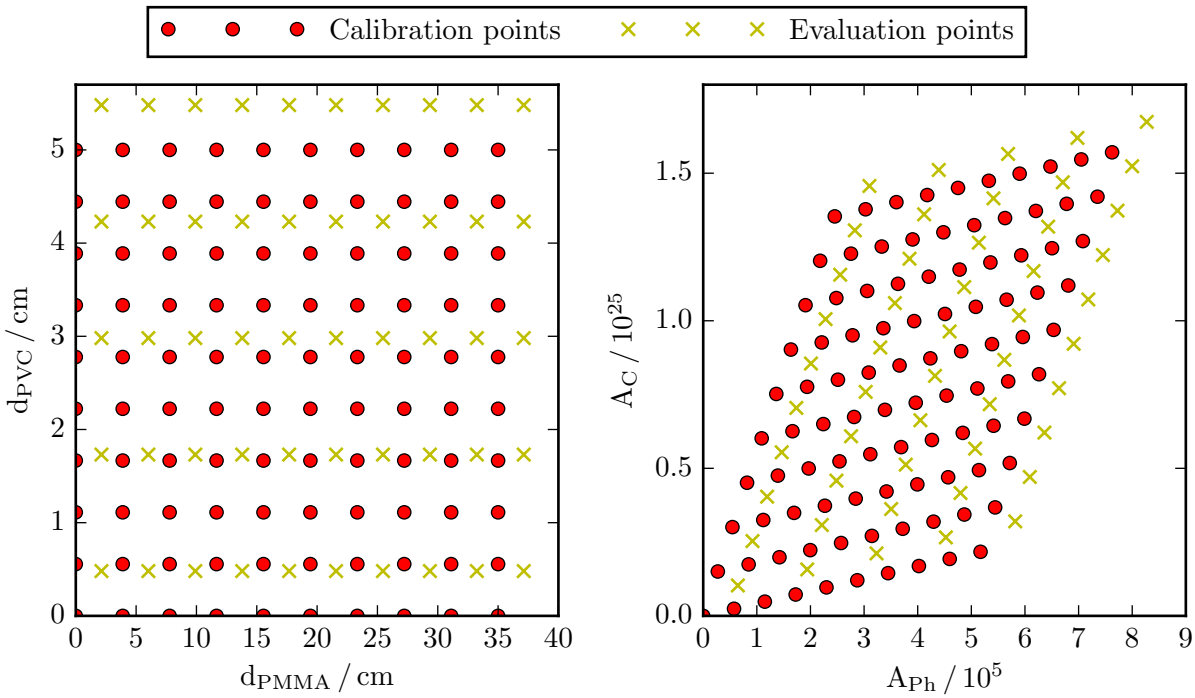 Calibration points Evaluation points
5
4
3
2
1
0
d_PVC / cm
0 5 10 15 20 25 30 35 40
d_PMMA / cm
1.5
1.0
0.5
0.0
A_C / 10^25
0 1 2 3 4 5 6 7 8 9
A_Ph / 10^5